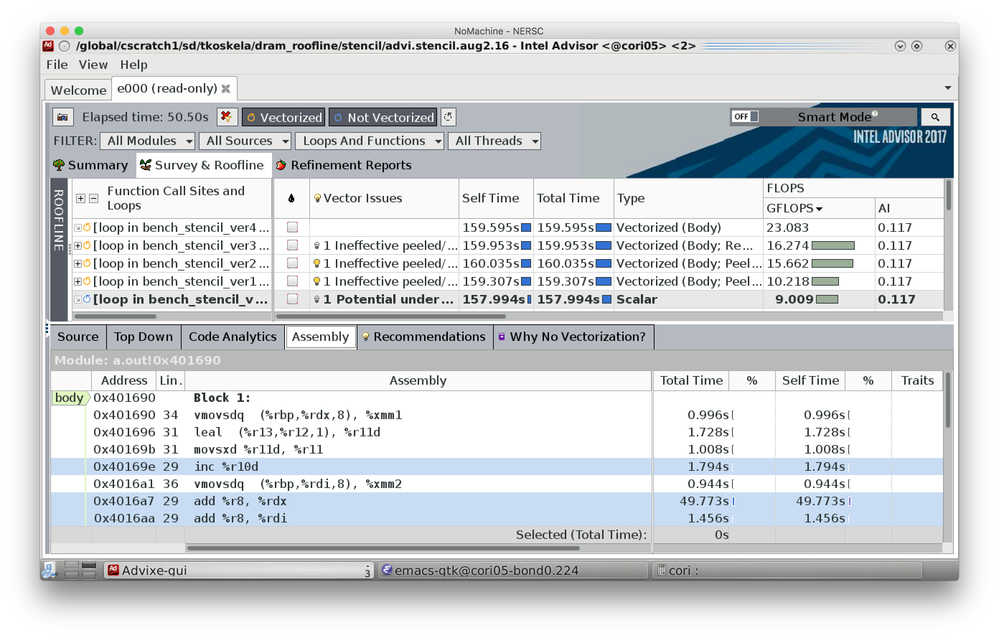 NoMachine - NERSC
/global/cscratch1/sd/tkoskela/dram_roofline/stencil/advi.stencil.aug2.16 - Intel Advisor <@cori05> <2>
File View Help
Welcome e000 (read-only)
Elapsed time: 50.50s Vectorized Not Vectorized OFF Smart Mode?
FILTER: All Modules All Sources Loops And Functions All Threads
INTEL ADVISOR 2017
Summary Survey & Roofline Refinement Reports
ROOFLINE
Function Call Sites and Loops Vector Issues Self Time Total Time Type FLOPS
GFLOPS AI
[loop in bench_stencil_ver4 ... 159.595s 159.595s Vectorized (Body) 23.083 0.117
[loop in bench_stencil_ver3 ... 1 Ineffective peeled/ ... 159.953s 159.953s Vectorized (Body; Re... 16.274 0.117
[loop in bench_stencil_ver2 ... 1 Ineffective peeled/ ... 160.035s 160.035s Vectorized (Body; Peel... 15.662 0.117
[loop in bench_stencil_ver1 ... 1 Ineffective peeled/ ... 159.307s 159.307s Vectorized (Body; Peel... 10.218 0.117
[loop in bench_stencil_v ... 1 Potential under ... 157.994s 157.994s Scalar 9.009 0.117
Source Top Down Code Analytics Assembly Recommendations Why No Vectorization?
Module: a.out!0x401690
Address Lin. Assembly Total Time % Self Time % Traits
body 0x401690 Block 1:
0x401690 34 vmovsdq (%rbp,%rdx,8), %xmm1 0.996s 0.996s
0x401696 31 leal (%r13,%r12,1), %r11d 1.728s 1.728s
0x40169b 31 movsxd %r11d, %r11 1.008s 1.008s
0x40169e 29 inc %r10d 1.794s 1.794s
0x4016a1 36 vmovsdq (%rbp,%rdi,8), %xmm2 0.944s 0.944s
0x4016a7 29 add %r8, %rdx 49.773s 49.773s
0x4016aa 29 add %r8, %rdi 1.456s 1.456s
Selected (Total Time): 0s
Advixe-gui 3 emacs-gtk@cori05-bond0.224 cori :